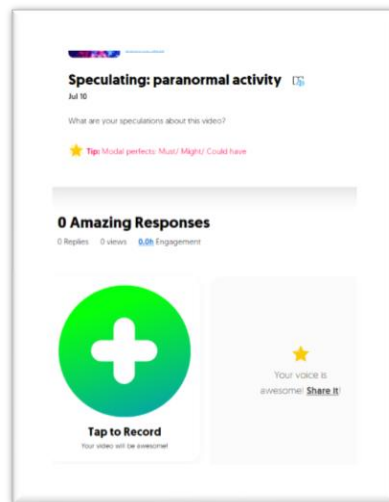 Speculating: paranormal activity
Jul 10
What are your speculations about this video?
Tip: Modal perfects: Must/ Might/ Could have
0 Amazing Responses
0 Replies 0 views 0.0h Engagement
Tap to Record
Your video will be awesome!
Your voice is
awesome! Share It!